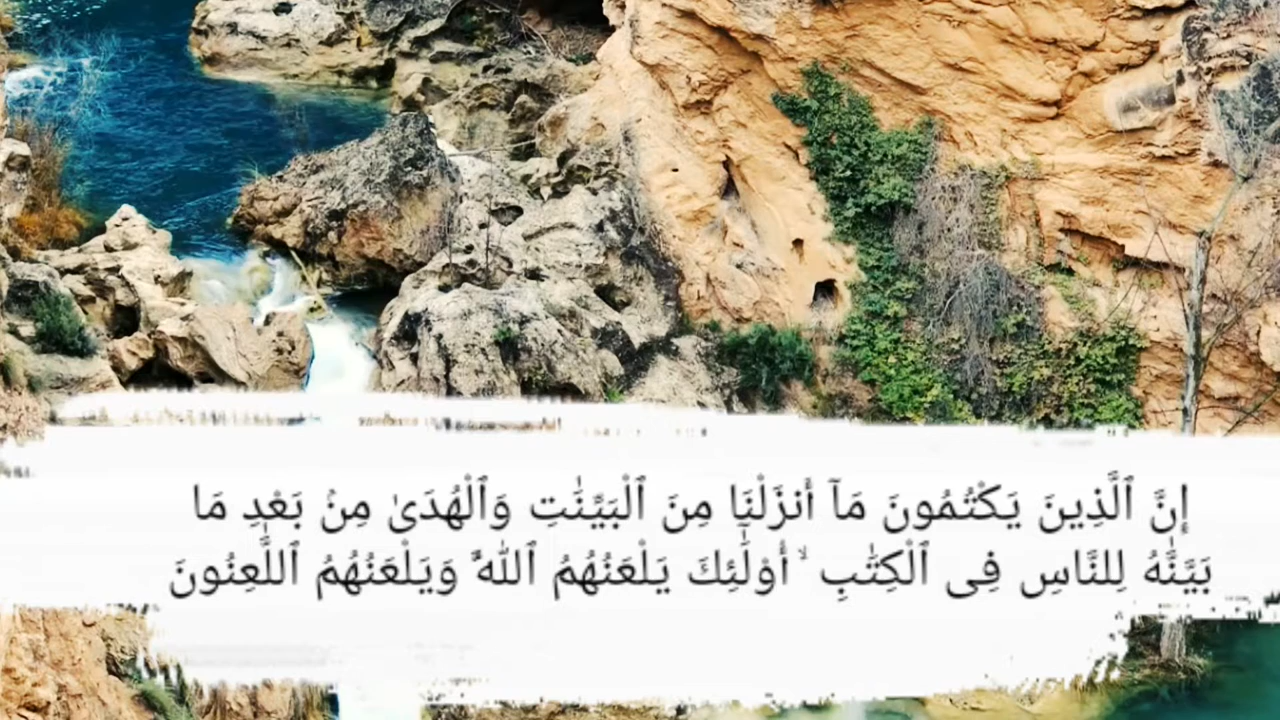 إِنَّ ٱلَّذِينَ يَكْتُمُونَ مَآ أَنزَلْنَا مِنَ ٱلْبَيِّنَٰتِ وَٱلْهُدَىٰ مِنۢ بَعْدِ مَا
بَيَّنَّٰهُ لِلنَّاسِ فِى ٱلْكِتَٰبِ ۙ أُو۟لَٰٓئِكَ يَلْعَنُهُمُ ٱللَّهُ وَيَلْعَنُهُمُ ٱللَّٰعِنُونَ